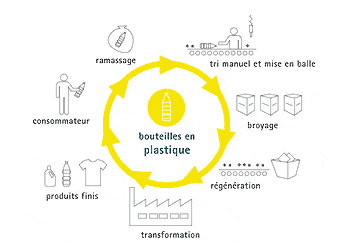 ramassage
tri manuel et mise en balle
consommateur
bouteilles en
plastique
broyage
produits finis
régénération
transformation